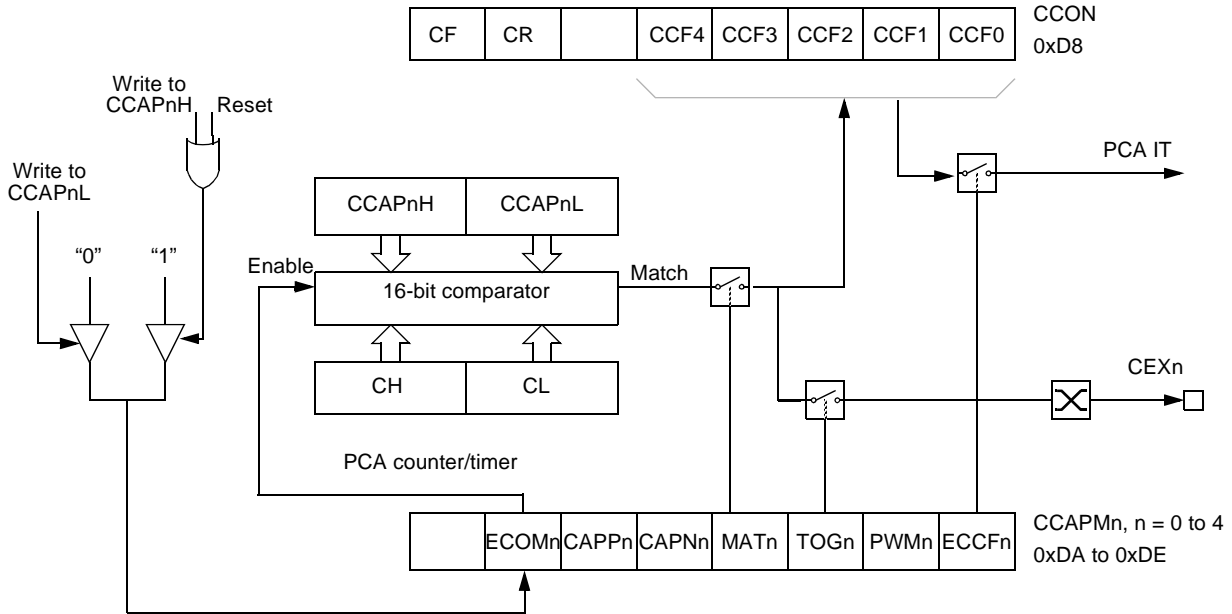 CF CR CCF4 CCF3 CCF2 CCF1 CCF0
CCON
0xD8
Write to
CCAPnH Reset
Write to
CCAPnL
PCA IT
CCAPnH CCAPnL
“0” “1”
Enable
16-bit comparator
Match
CH CL
CEXn
PCA counter/timer
ECOMn CAPPn CAPNn MATn TOGn PWMn ECCFn
CCAPMn, n = 0 to 4
0xDA to 0xDE